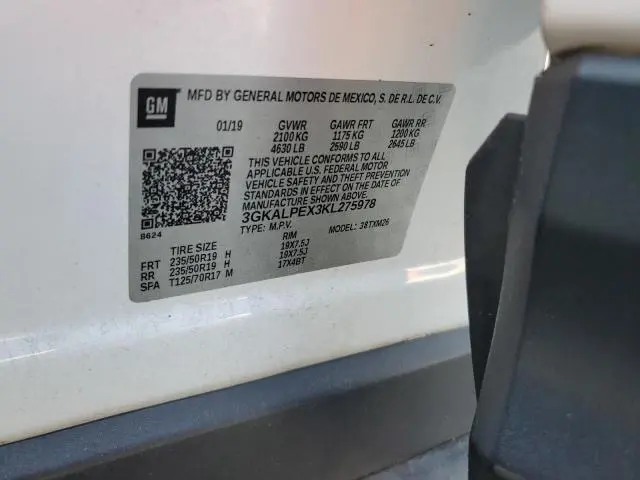 GM MFD BY GENERAL MOTORS DE MEXICO, S. DE R.L. DE C.V.
01/19 GVWR GAWR FRT GAWR RR
2100 KG 1175 KG 1200 KG
4630 LB 2590 LB 2645 LB
THIS VEHICLE CONFORMS TO ALL
APPLICABLE U.S. FEDERAL MOTOR
VEHICLE SAFETY AND THEFT
PREVENTION STANDARDS IN EFFECT
ON THE DATE OF MANUFACTURE
SHOWN ABOVE.
3GKALPEX3KL275978
8624
TYPE: M.P.V. MODEL: 38TXM26
TIRE SIZE RIM
FRT 235/50R19 H 19X7.5J
RR 235/50R19 H 19X7.5J
SPA T125/70R17 M 17X4BT